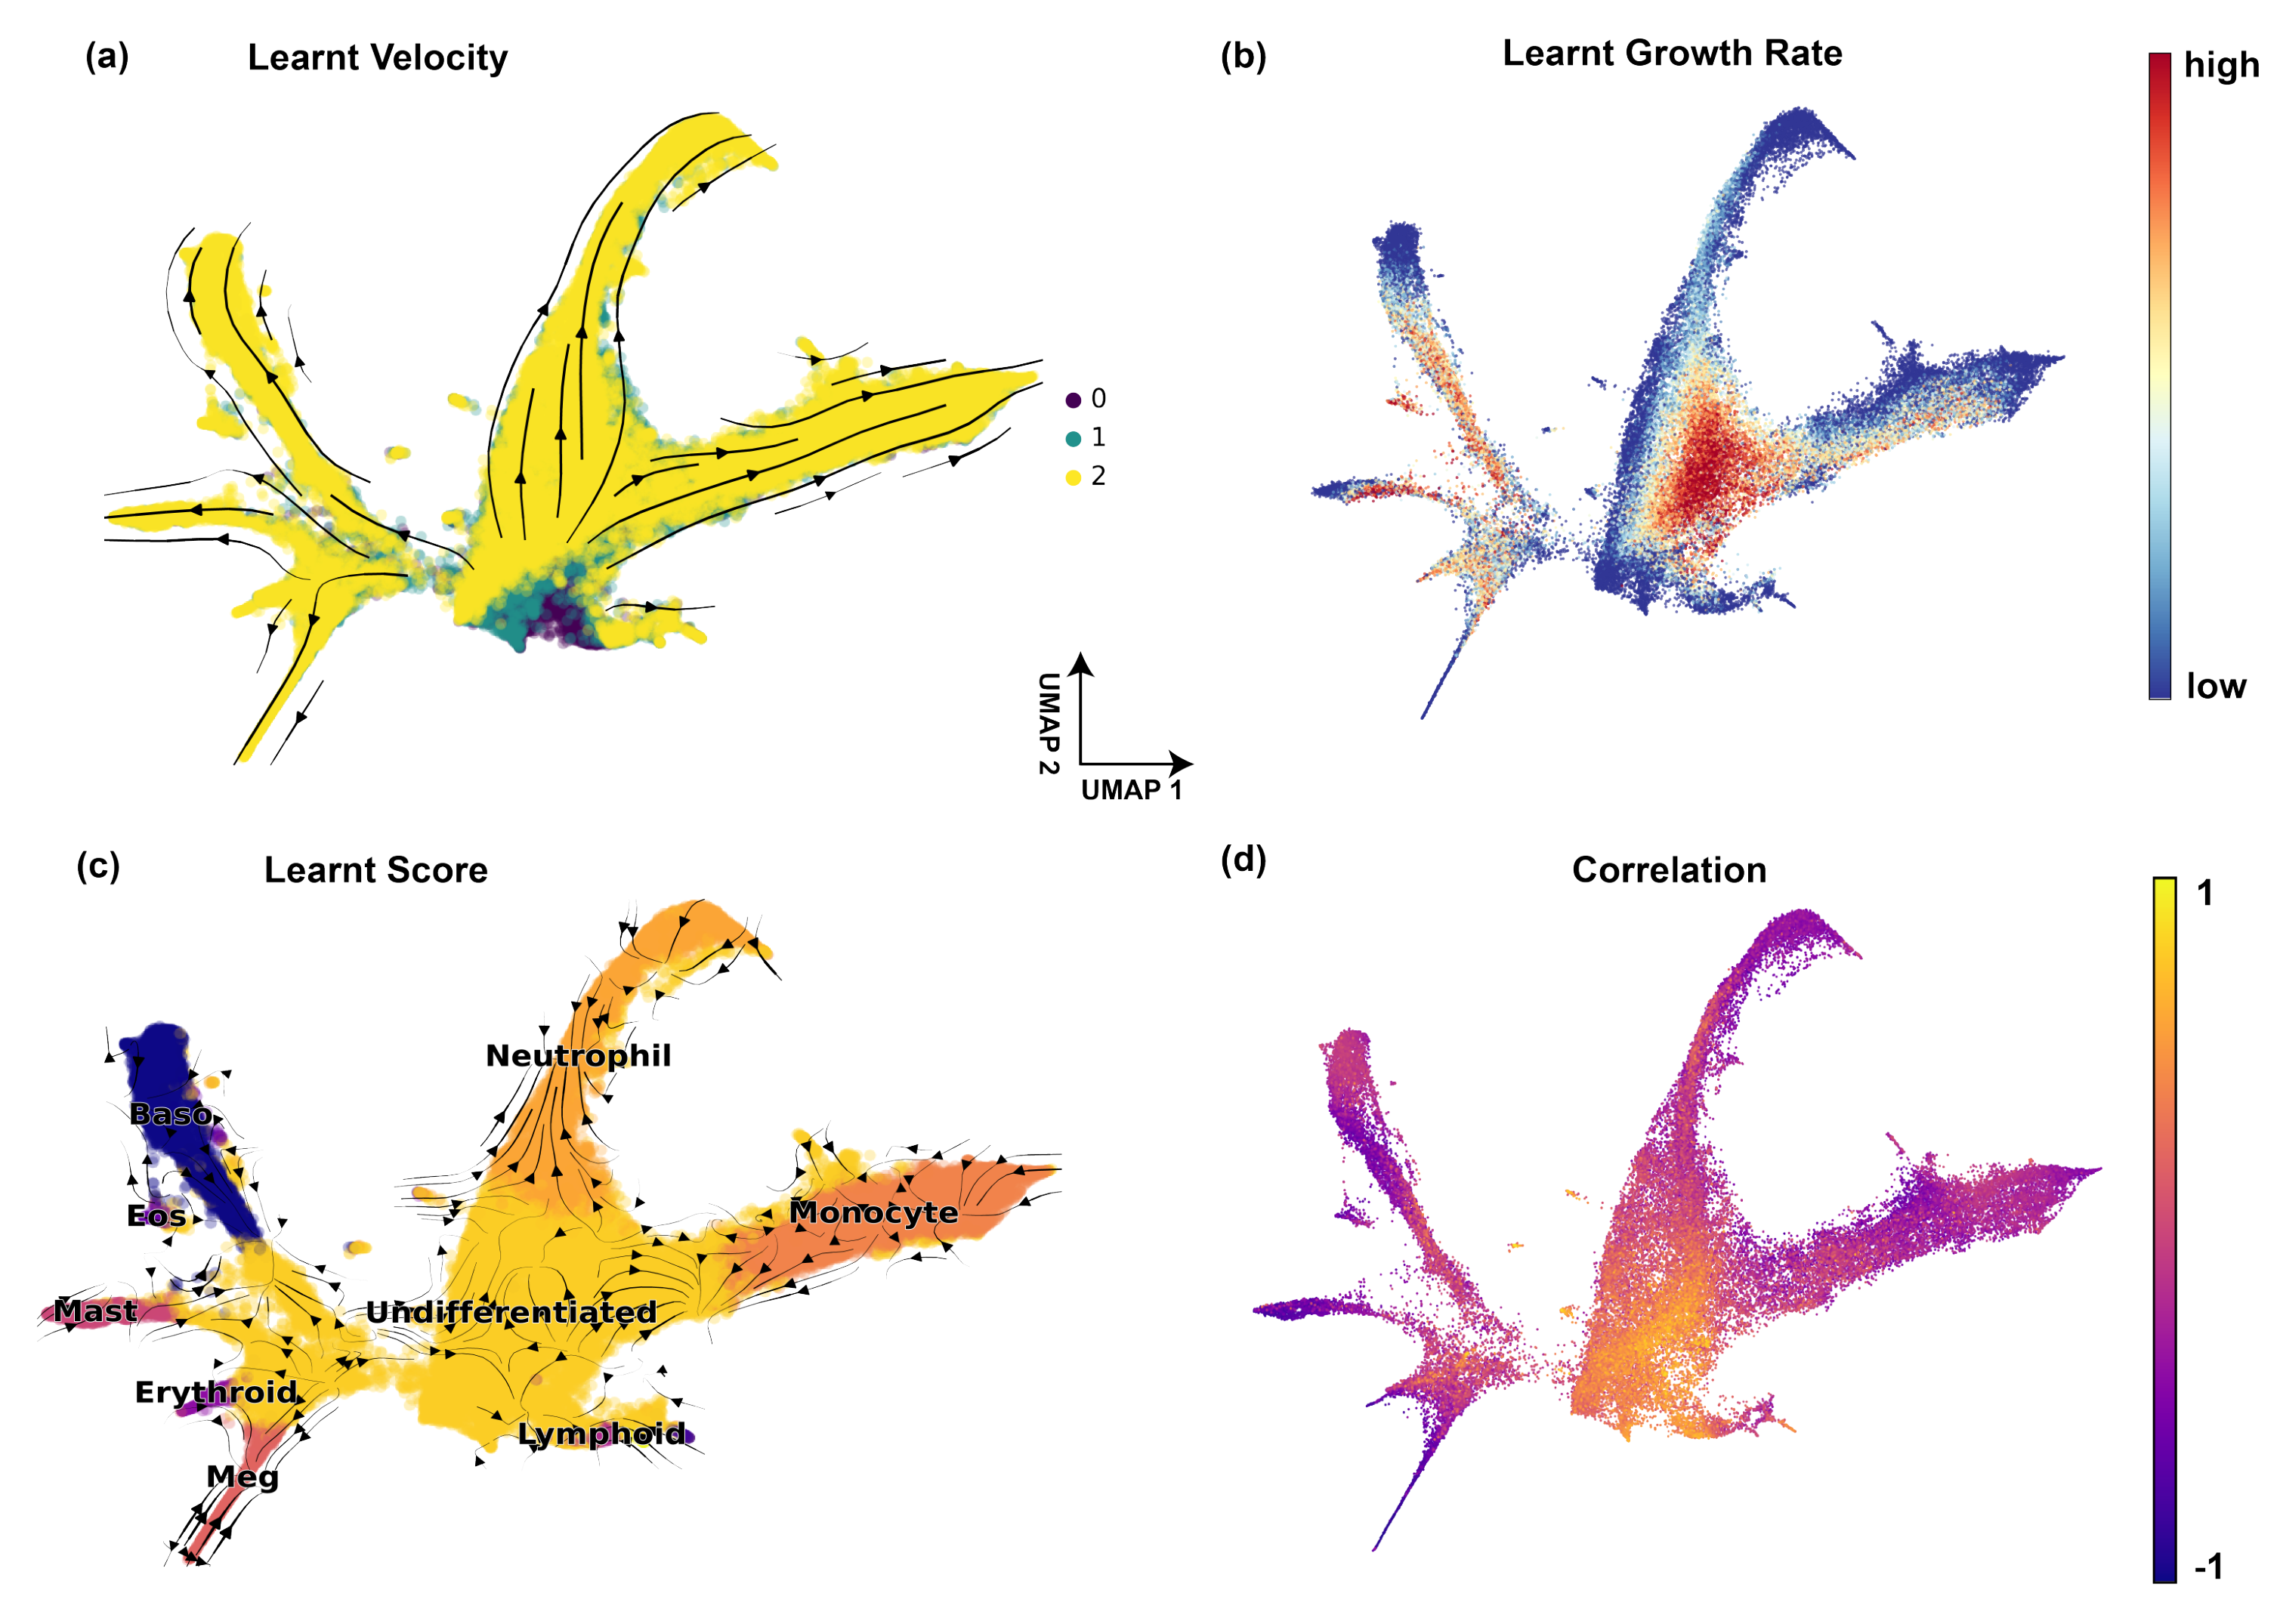 (a)
Learnt Velocity
0
1
2
UMAP 2
UMAP 1
(b)
Learnt Growth Rate
high
low
(c)
Learnt Score
Neutrophil
Baso
Eos
Monocyte
Mast
Undifferentiated
Erythroid
Lymphoid
Meg
(d)
Correlation
1
-1